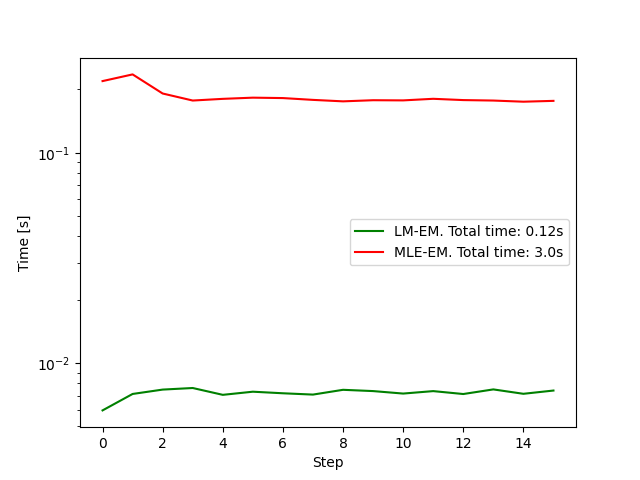 10⁻¹
10⁻²
Time [s]
LM-EM. Total time: 0.12s
MLE-EM. Total time: 3.0s
0 2 4 6 8 10 12 14
Step